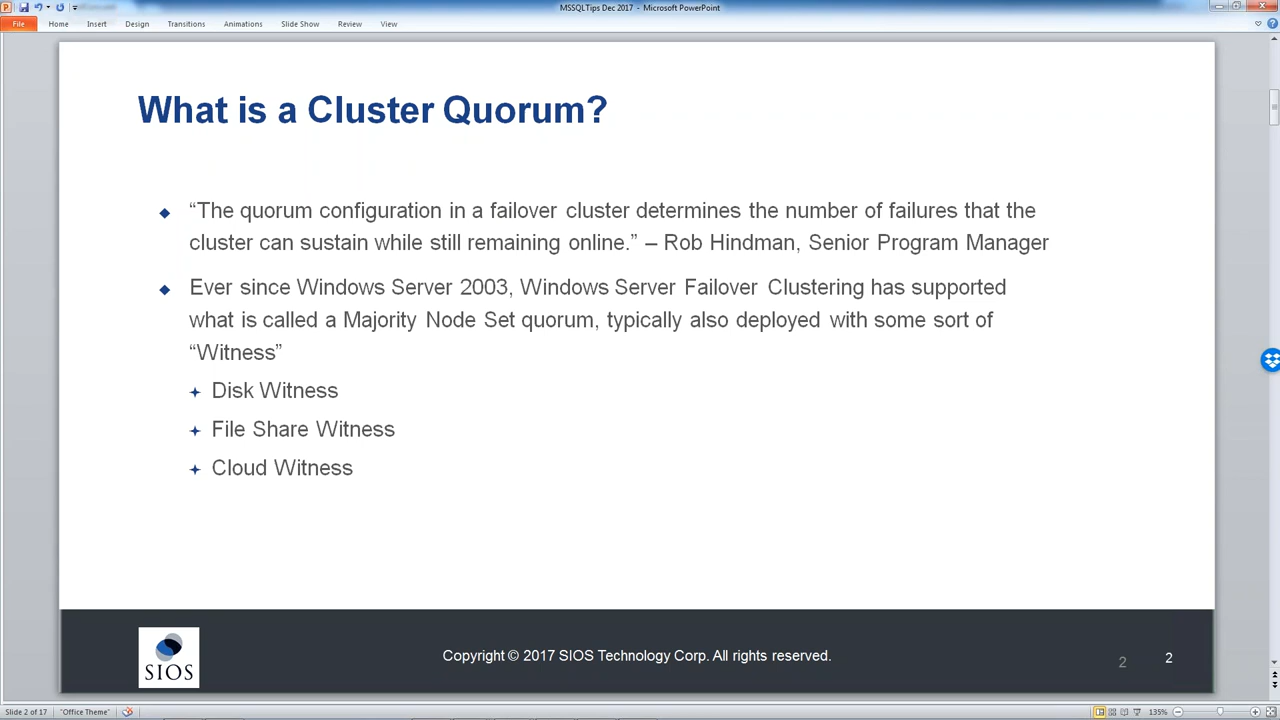 MSSQLTips Dec 2017 - Microsoft PowerPoint
File Home Insert Design Transitions Animations Slide Show Review View
What is a Cluster Quorum?
“The quorum configuration in a failover cluster determines the number of failures that the
cluster can sustain while still remaining online.” – Rob Hindman, Senior Program Manager
Ever since Windows Server 2003, Windows Server Failover Clustering has supported
what is called a Majority Node Set quorum, typically also deployed with some sort of
“Witness”
Disk Witness
File Share Witness
Cloud Witness
SIOS
Copyright © 2017 SIOS Technology Corp. All rights reserved.
2 2
Slide 2 of 17 "Office Theme" 135%